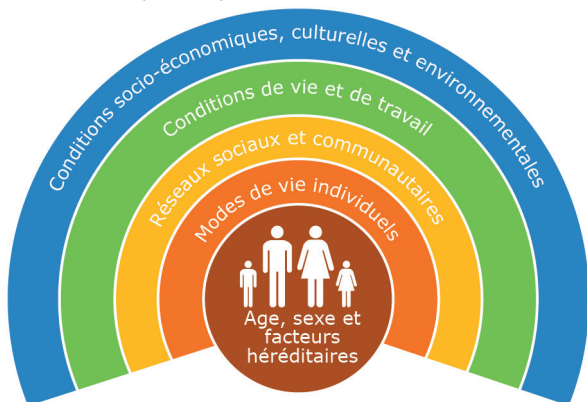 Conditions socio-économiques, culturelles et environnementales
Conditions de vie et de travail
Réseaux sociaux et communautaires
Modes de vie individuels
Age, sexe et
facteurs
héréditaires